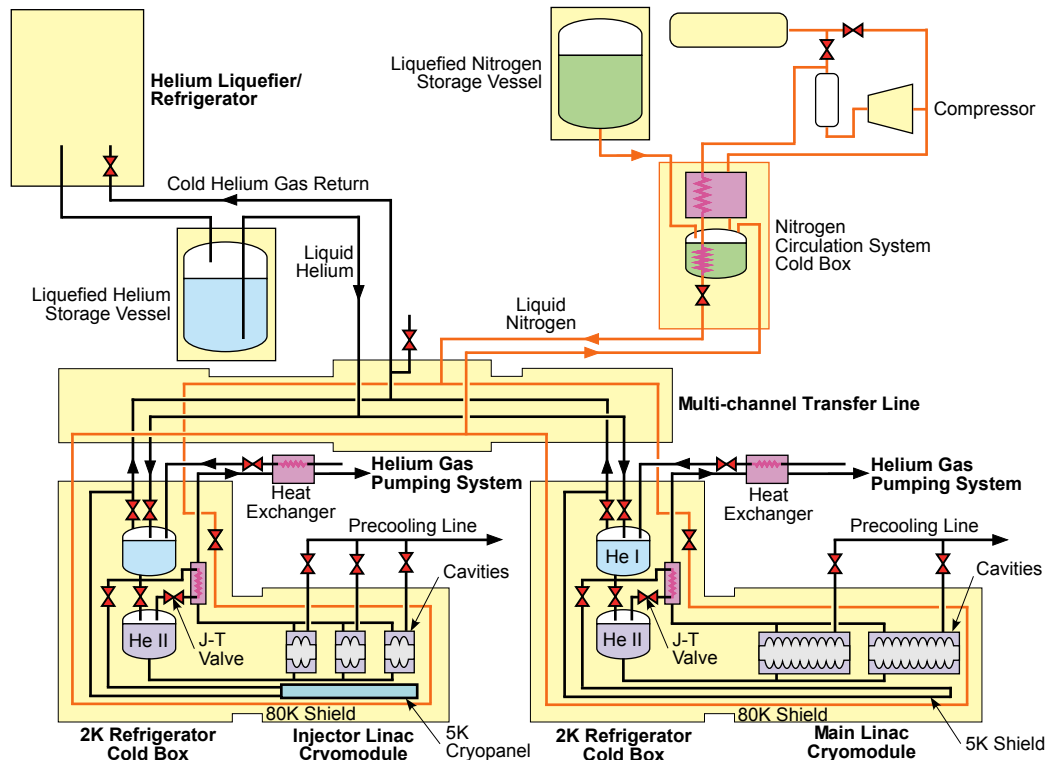 Helium Liquefier/
Refrigerator
Liquefied Nitrogen
Storage Vessel
Compressor
Cold Helium Gas Return
Liquid
Helium
Liquefied Helium
Storage Vessel
Nitrogen
Circulation System
Cold Box
Liquid
Nitrogen
Multi-channel Transfer Line
Helium Gas
Pumping System
Heat
Exchanger
Precooling Line
Cavities
He II
J-T
Valve
80K Shield
2K Refrigerator
Cold Box
Injector Linac
Cryomodule
5K
Cryopanel
Helium Gas
Pumping System
Heat
Exchanger
Precooling Line
He I
Cavities
He II
J-T
Valve
80K Shield
2K Refrigerator
Cold Box
Main Linac
Cryomodule
5K Shield